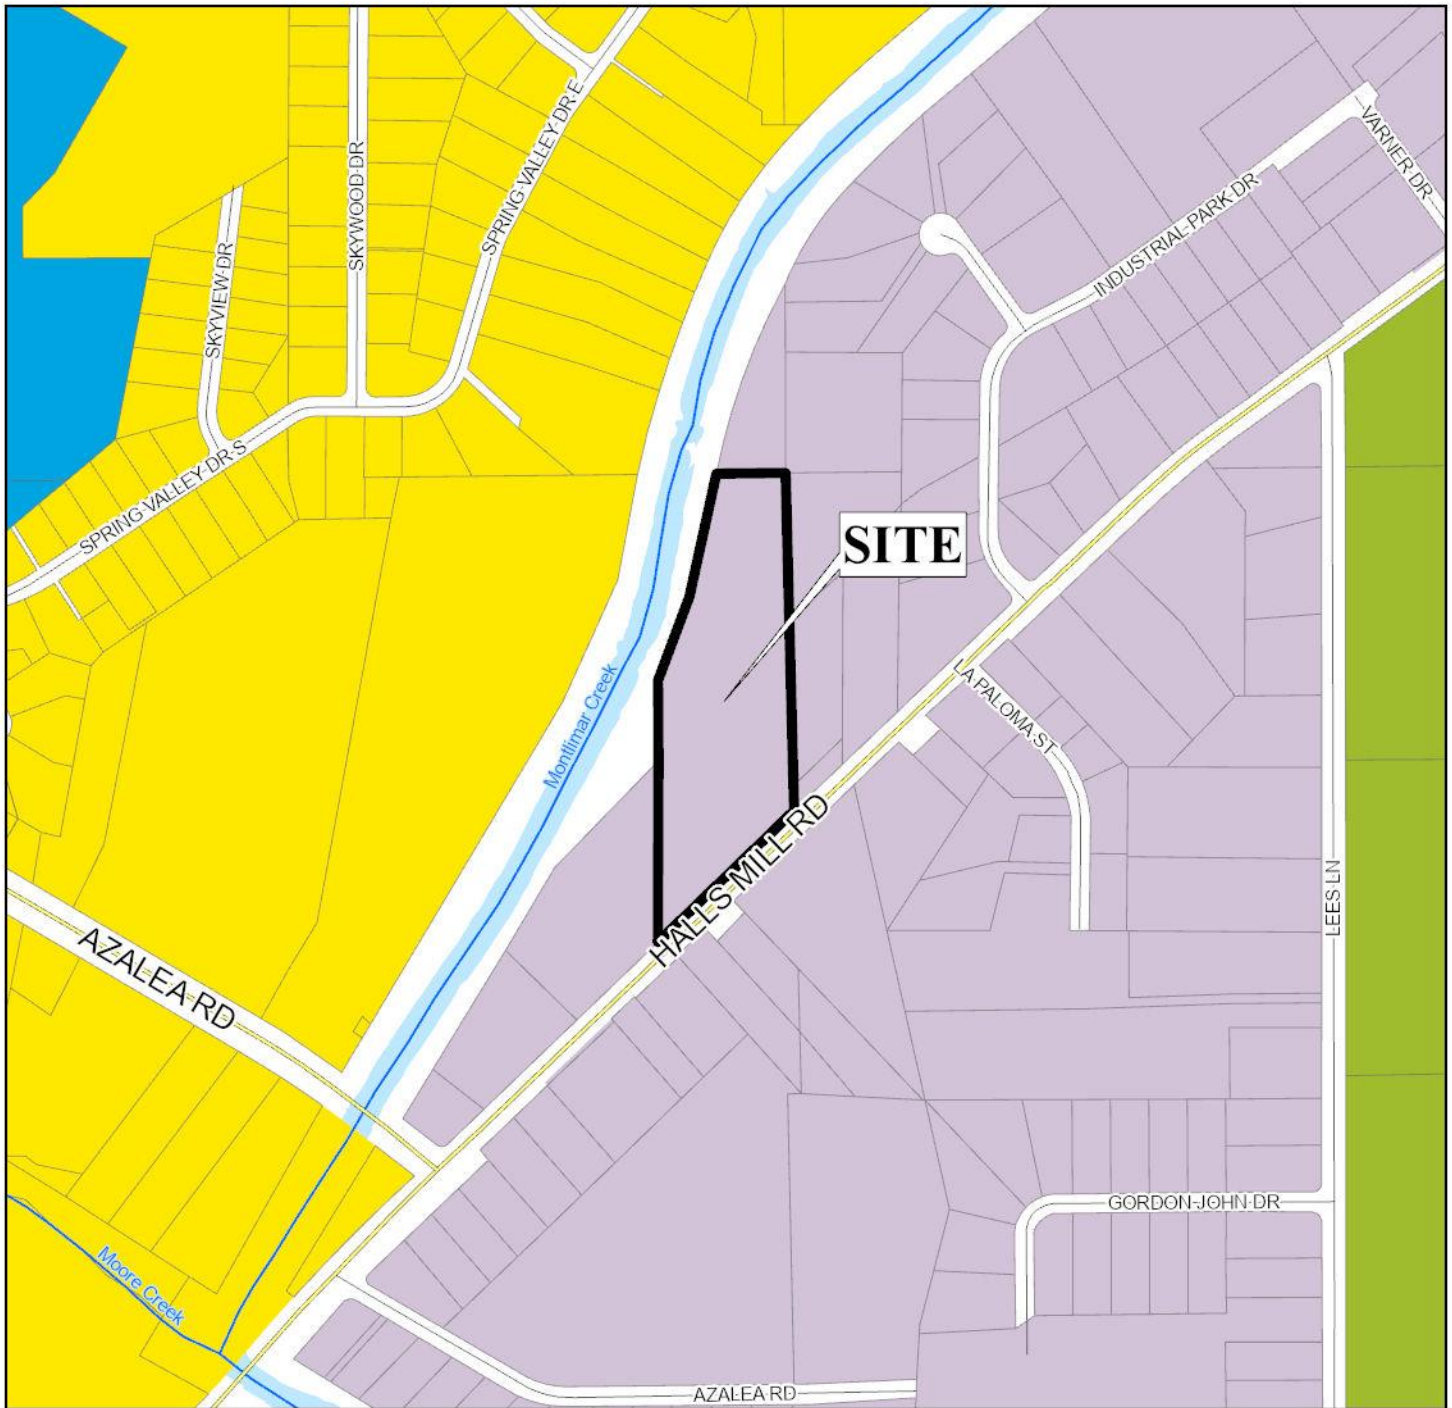 SPRING VALLEY DR E
SKYWOOD DR
SKYVIEW DR
SPRING VALLEY DR S
VARNER DR
INDUSTRIAL PARK DR
SITE
Montlimar Creek
LA PALOMA ST
HALLS MILL RD
LEES LN
AZALEA RD
GORDON JOHN DR
Moore Creek
AZALEA RD